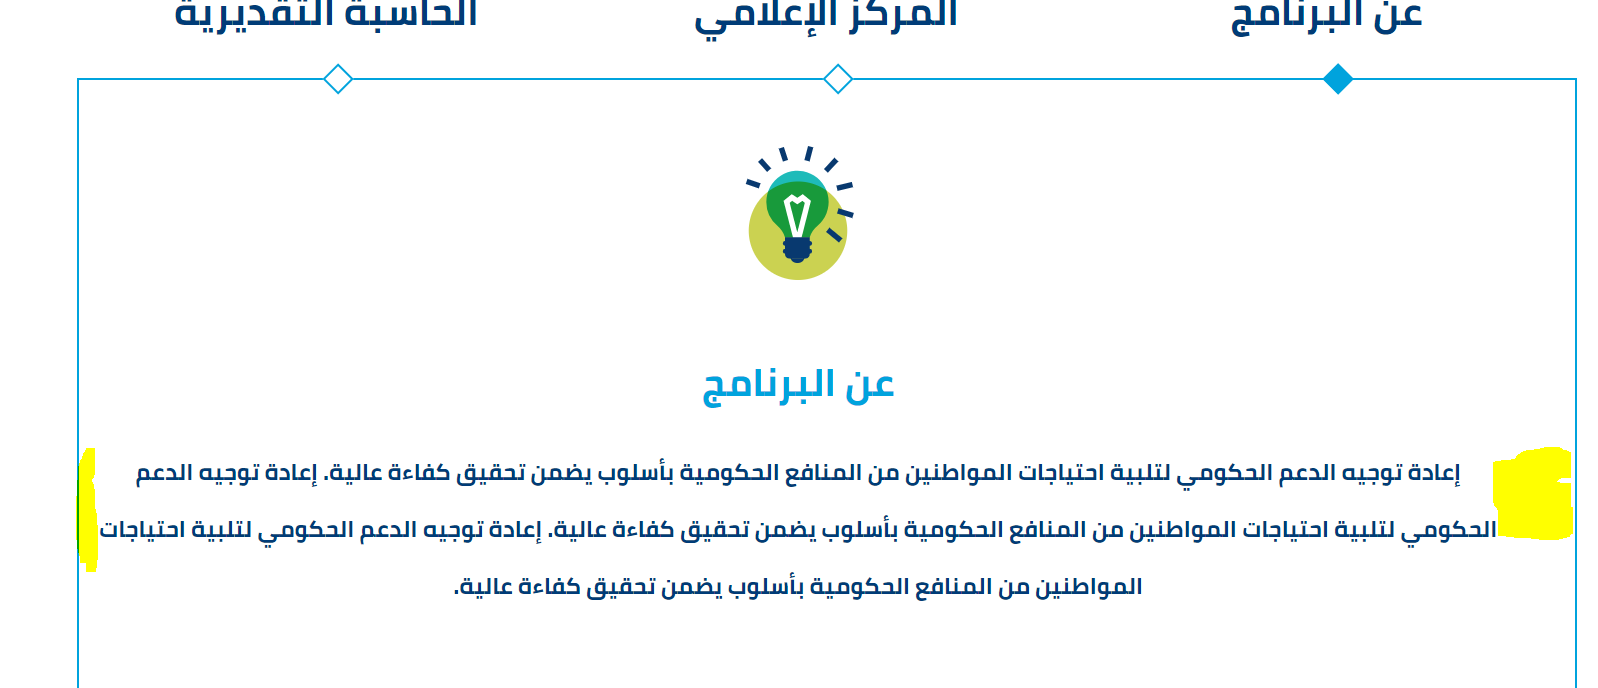 عن البرنامج
المركز الإعلامي
الحاسبة التقديرية
عن البرنامج
إعادة توجيه الدعم الحكومي لتلبية احتياجات المواطنين من المنافع الحكومية بأسلوب يضمن تحقيق كفاءة عالية. إعادة توجيه الدعم
الحكومي لتلبية احتياجات المواطنين من المنافع الحكومية بأسلوب يضمن تحقيق كفاءة عالية. إعادة توجيه الدعم الحكومي لتلبية احتياجات
المواطنين من المنافع الحكومية بأسلوب يضمن تحقيق كفاءة عالية.